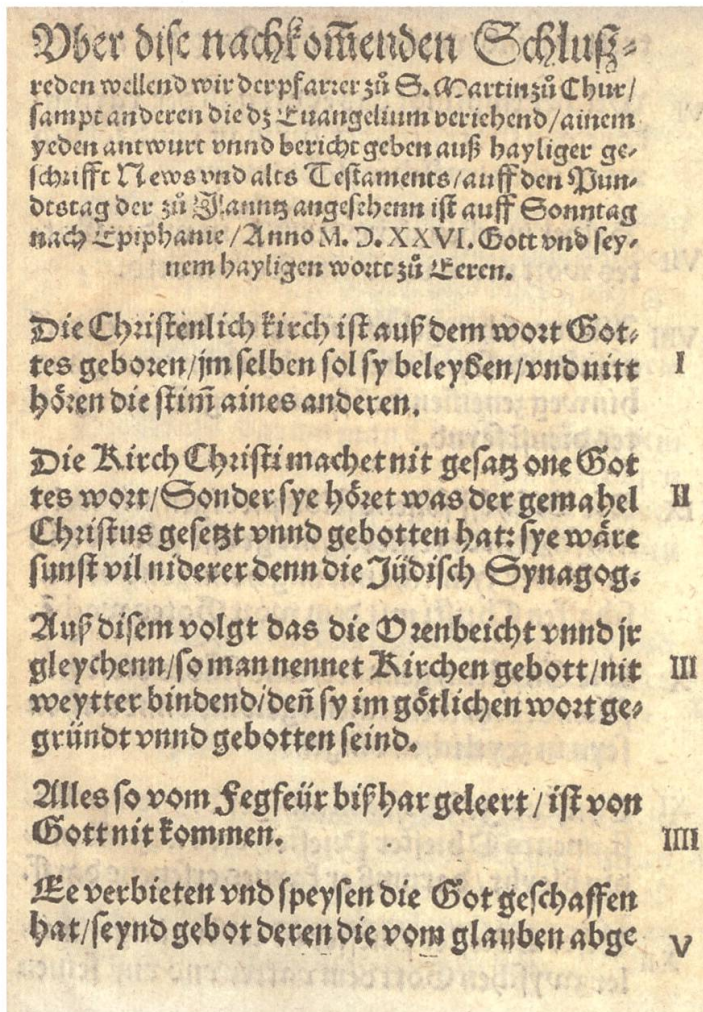 Vber dise nachkom̄enden Schluß⸗
reden wellend wir der pfarrer zů S. Martin zů Chur/
sampt anderen die dz Euangelium veriehend/ainem
yeden antwurt vnnd bericht geben auß hayliger ge⸗
schrifft News vnd alts Testaments/auff den Pun⸗
dtstag der zů Jlanntz angesehenn ist auff Sonntag
nach Epiphanie/Anno M. D. XXVI. Gott vnd sey⸗
nem hayligen wortt zů Eeren.
Die Christenlich kirch ist auß dem wort Got⸗
tes geboren/jm selben sol sy beleyben/vnd nitt I
hören die stim̄ aines anderen.
Die Kirch Christi machet nit gesatz one Got
tes wort/Sonder sye höret was der gemahel II
Christus gesetzt vnnd gebotten hat: sye wäre
sunst vil niderer denn die Jüdisch Synagog.
Auß disem volgt das die Orenbeicht vnnd jr
gleychenn/so man nennet Kirchen gebott/nit III
weytter bindend/den̄ sy im götlichen wort ge⸗
gründt vnnd gebotten seind.
Alles so vom Fegfeür bißhar geleert/ist von
Gott nit kommen. IIII
Ee verbieten vnd speysen die Got geschaffen
hat/seynd gebot deren die vom glauben abge V